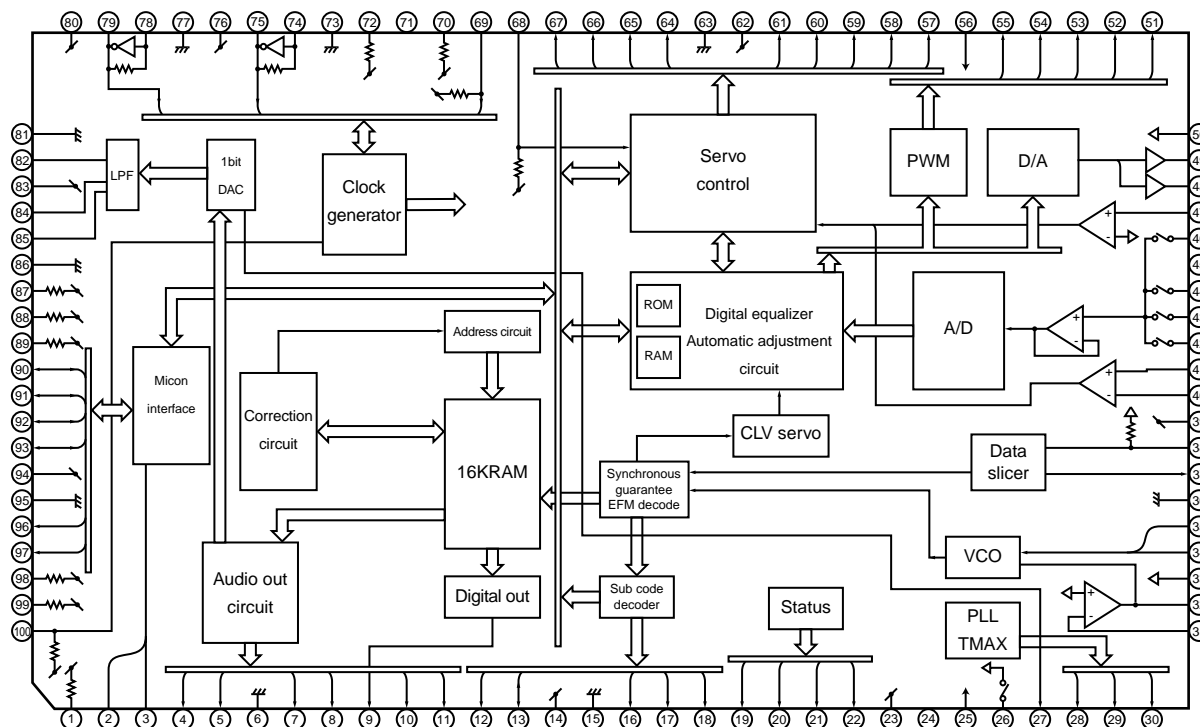 80 79 78 77 76 75 74 73 72 71 70 69 68 67 66 65 64 63 62 61 60 59 58 57 56 55 54 53 52 51
81
82
83
84
85
86
87
88
89
90
91
92
93
94
95
96
97
98
99
100
LPF
1bit
DAC
Clock
generator
Servo
control
PWM
D/A
+
-
ROM
RAM
Digital equalizer
Automatic adjustment
circuit
A/D
+
-
+
-
Micon
interface
Address circuit
Correction
circuit
16KRAM
CLV servo
Synchronous
guarantee
EFM decode
Data
slicer
VCO
Audio out
circuit
Digital out
Sub code
decoder
Status
PLL
TMAX
+
-
1 2 3 4 5 6 7 8 9 10 11 12 13 14 15 16 17 18 19 20 21 22 23 24 25 26 27 28 29 30